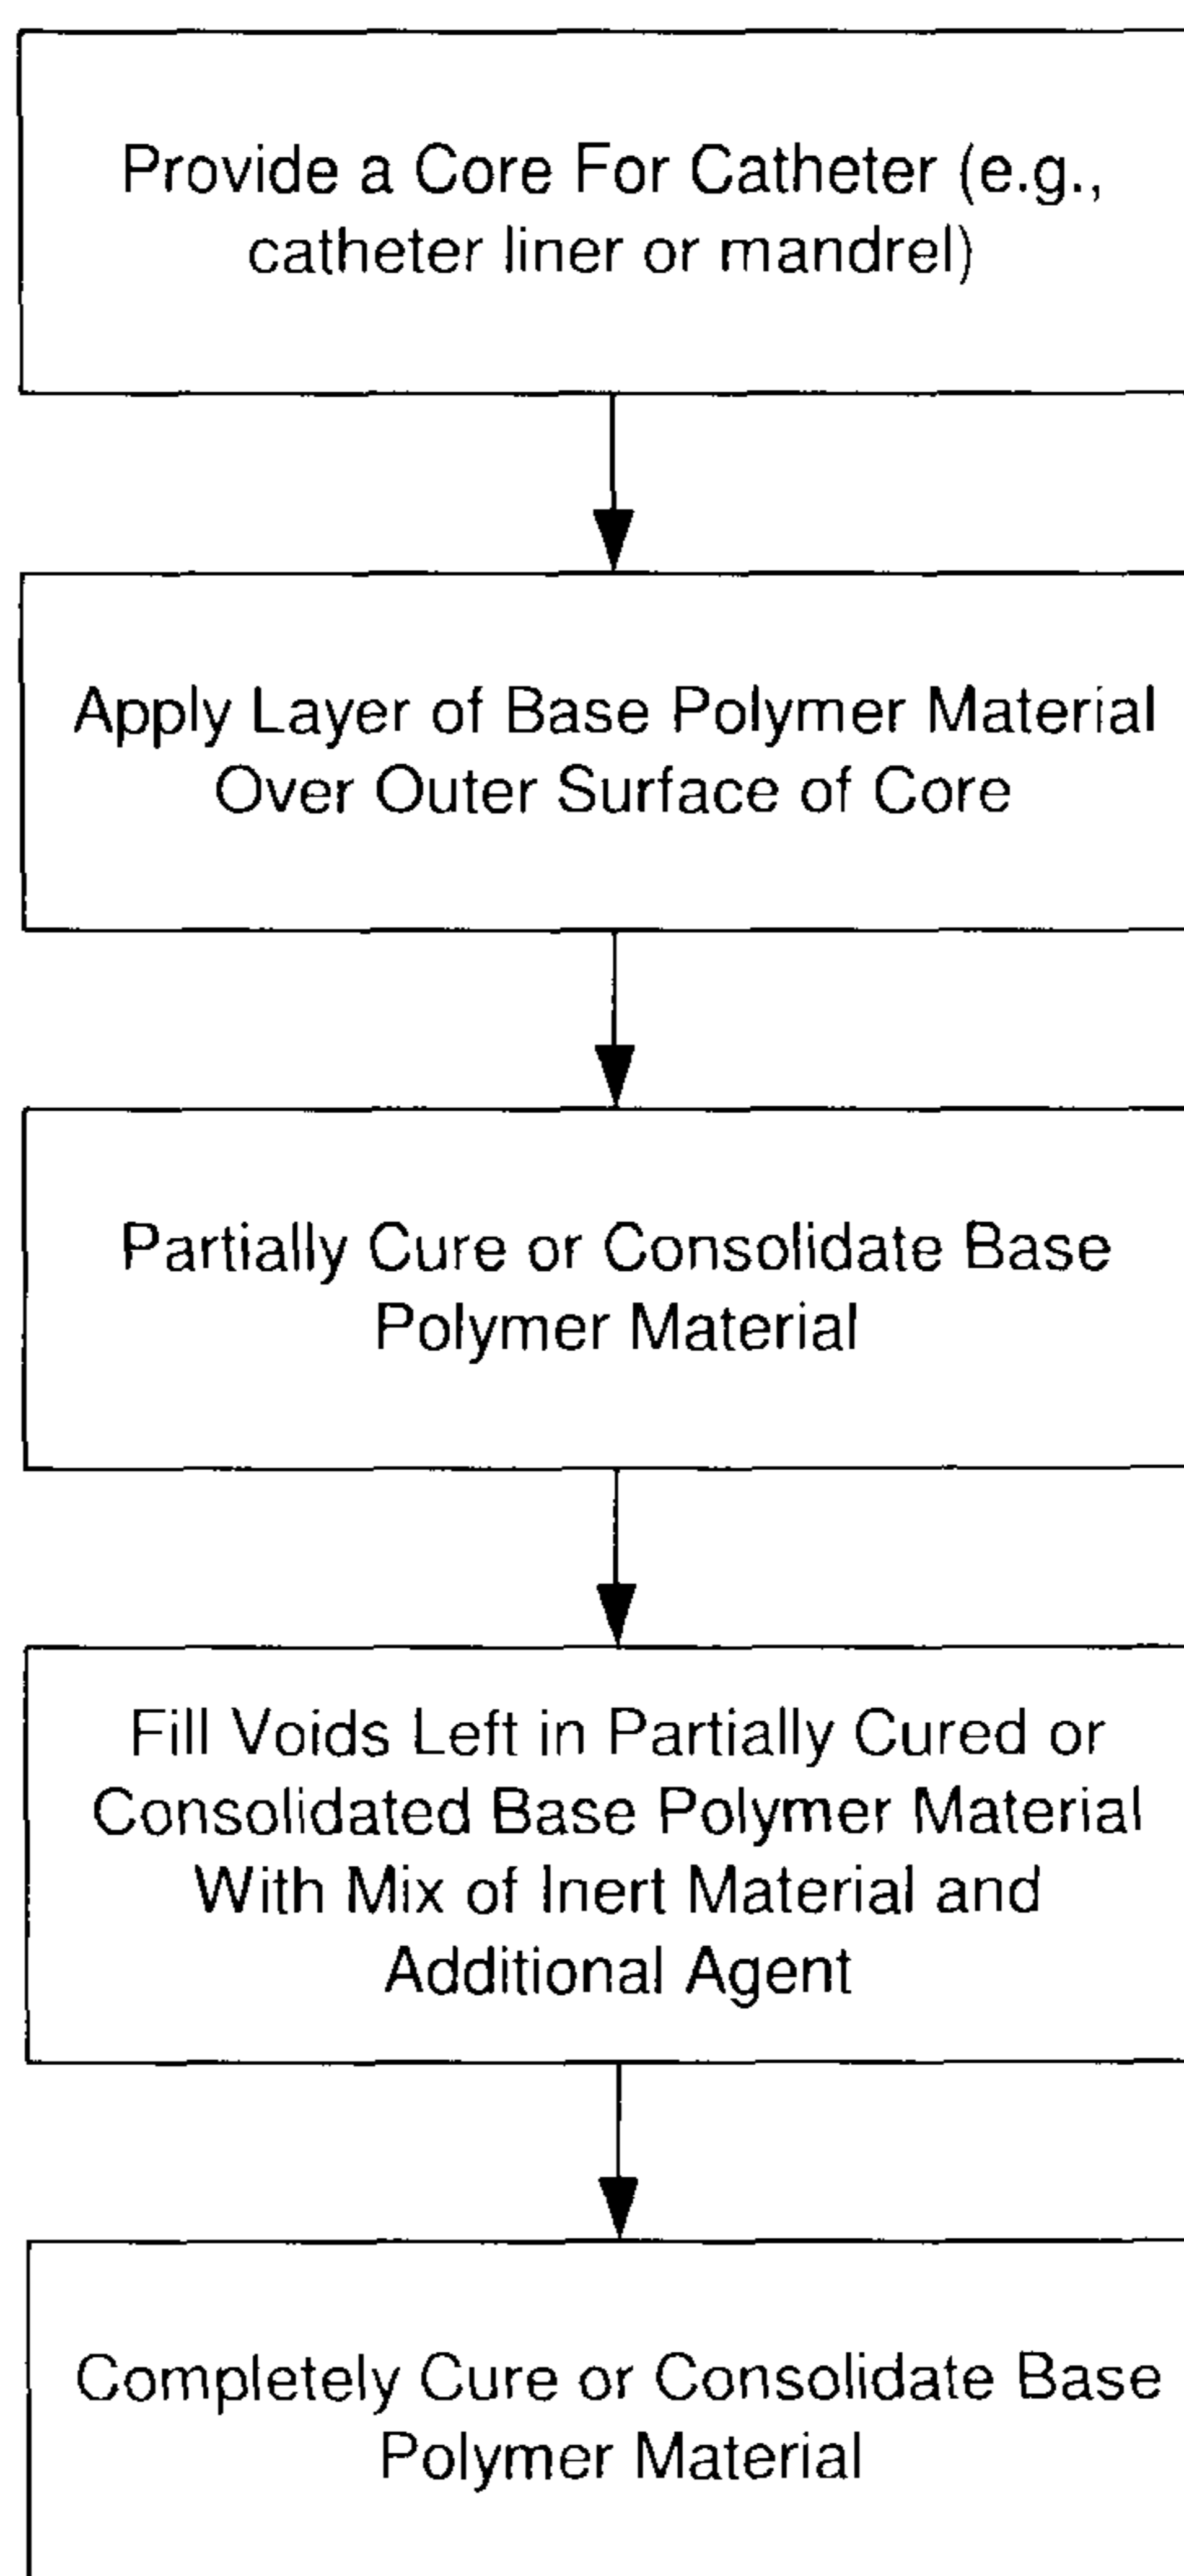 Provide a Core For Catheter (e.g.,
catheter liner or mandrel)
Apply Layer of Base Polymer Material
Over Outer Surface of Core
Partially Cure or Consolidate Base
Polymer Material
Fill Voids Left in Partially Cured or
Consolidated Base Polymer Material
With Mix of Inert Material and
Additional Agent
Completely Cure or Consolidate Base
Polymer Material